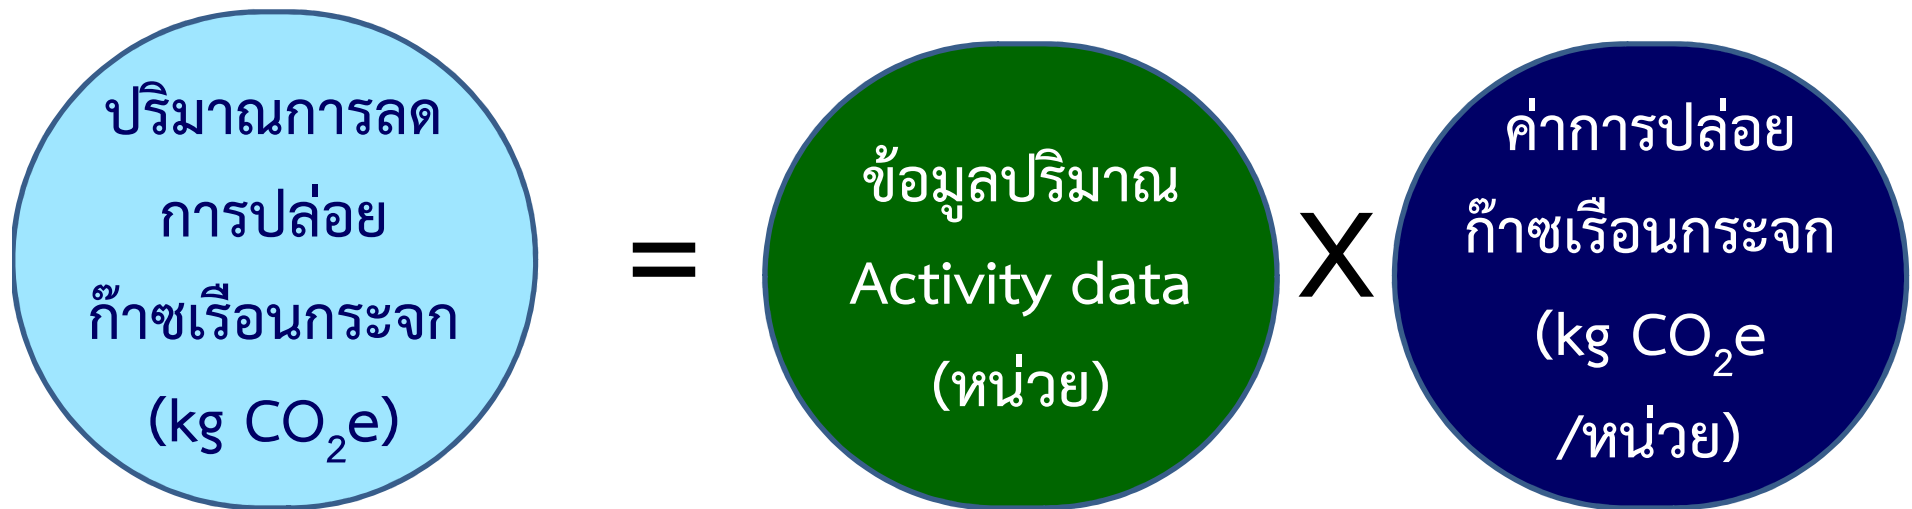 ปริมาณการลด
การปล่อย
ก๊าซเรือนกระจก
(kg CO₂e)
=
ข้อมูลปริมาณ
Activity data
(หน่วย)
X
ค่าการปล่อย
ก๊าซเรือนกระจก
(kg CO₂e
/หน่วย)